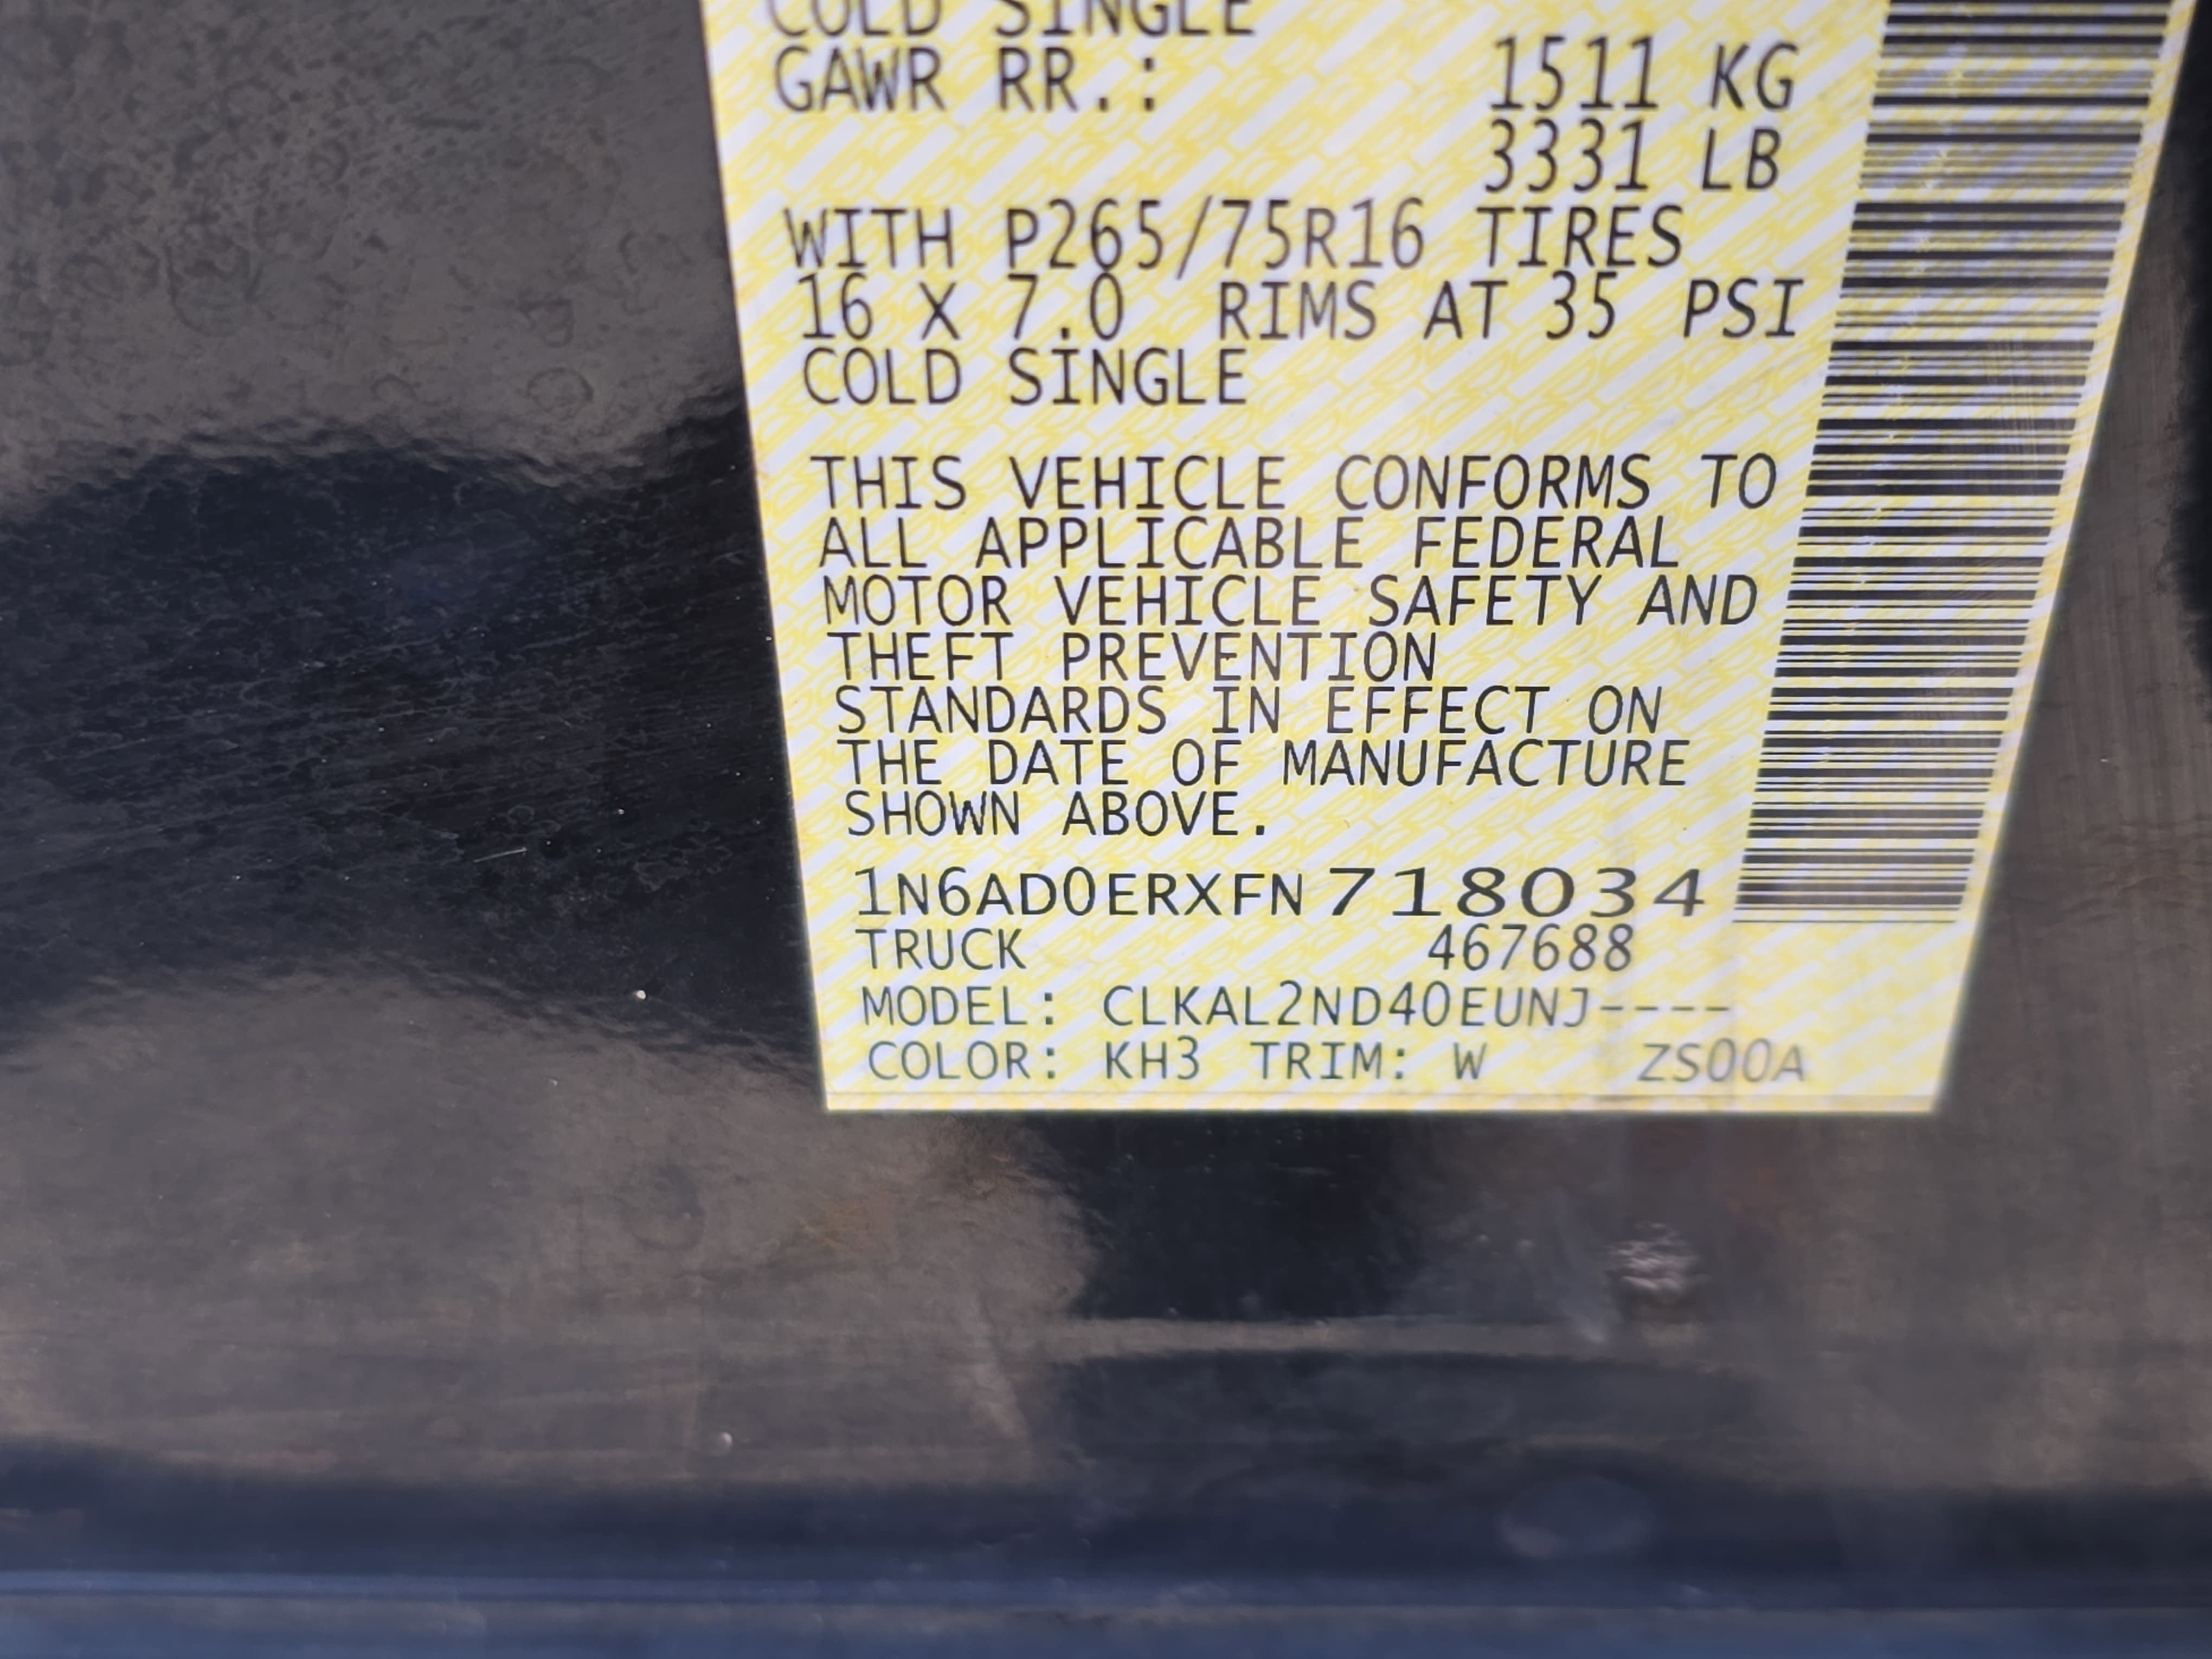 COLD SINGLE
GAWR RR.: 1511 KG
3331 LB
WITH P265/75R16 TIRES
16 X 7.0 RIMS AT 35 PSI
COLD SINGLE
THIS VEHICLE CONFORMS TO
ALL APPLICABLE FEDERAL
MOTOR VEHICLE SAFETY AND
THEFT PREVENTION
STANDARDS IN EFFECT ON
THE DATE OF MANUFACTURE
SHOWN ABOVE.
1N6AD0ERXFN718034
TRUCK 467688
MODEL: CLKAL2ND40EUNJ----
COLOR: KH3 TRIM: W ZS00A